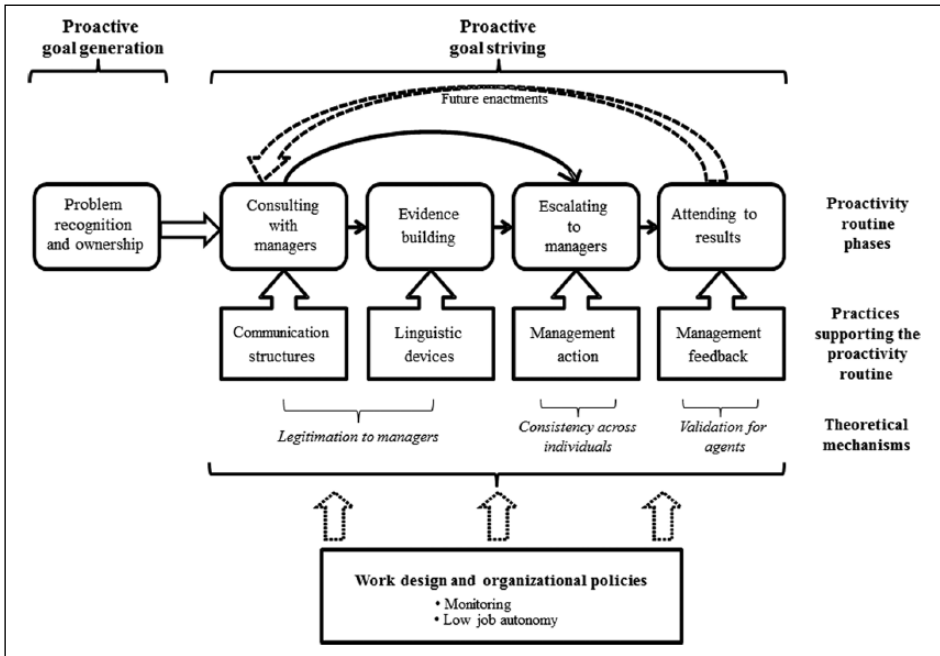 Proactive
goal generation
Proactive
goal striving
Future enactments
Problem
recognition
and ownership
Consulting
with
managers
Evidence
building
Escalating
to
managers
Attending to
results
Proactivity
routine
phases
Communication
structures
Linguistic
devices
Management
action
Management
feedback
Practices
supporting the
proactivity
routine
Legitimation to managers
Consistency across
individuals
Validation for
agents
Theoretical
mechanisms
Work design and organizational policies
• Monitoring
• Low job autonomy